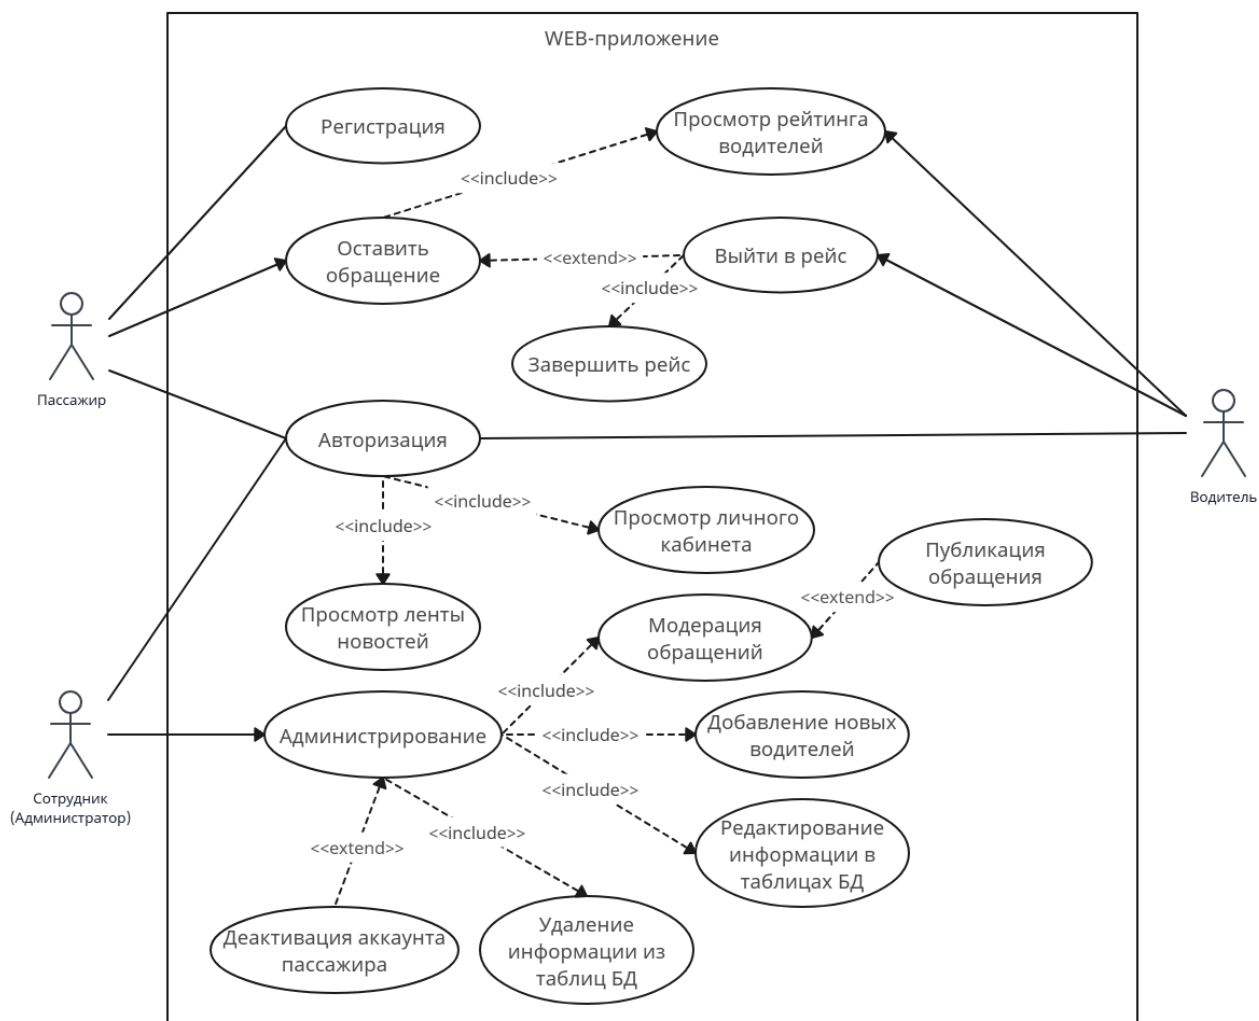 WEB-приложение
Регистрация
Просмотр рейтинга
водителей
<<include>>
Оставить
обращение
<<extend>>
Выйти в рейс
<<include>>
Завершить рейс
Пассажир
Авторизация
Водитель
<<include>>
<<include>>
Просмотр личного
кабинета
Публикация
обращения
<<extend>>
Просмотр ленты
новостей
Модерация
обращений
<<include>>
Администрирование
<<include>>
Добавление новых
водителей
Сотрудник
(Администратор)
<<include>>
<<extend>>
<<include>>
Редактирование
информации в
таблицах БД
Деактивация аккаунта
пассажира
Удаление
информации из
таблиц БД